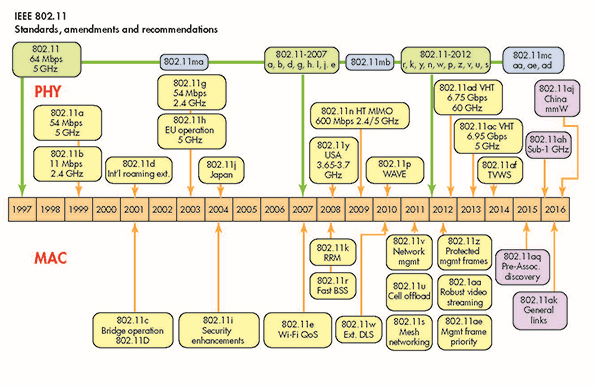 IEEE 802.11
Standards, amendments and recommendations
802.11
64 Mbps
5 GHz
802.11ma
802.11-2007
a, b, d, g, h. I, j. e
802.11mb
802.11-2012
r, k, y, n, w, p, z, v, u, s
802.11mc
aa, ae, ad
PHY
802.11a
54 Mbps
5 GHz
802.11b
11 Mbps
2.4 GHz
802.11d
Int'l roaming ext.
802.11g
54 Mbps
2.4 GHz
802.11h
EU operation
5 GHz
802.11j
Japan
802.11n HT MIMO
600 Mbps 2.4/5 GHz
802.11y
USA
3.65-3.7
GHz
802.11p
WAVE
802.11ad VHT
6.75 Gbps
60 GHz
802.11ac VHT
6.95 Gbps
5 GHz
802.11af
TVWS
802.11aj
China
mmW
802.11ah
Sub-1 GHz
1997 1998 1999 2000 2001 2002 2003 2004 2005 2006 2007 2008 2009 2010 2011 2012 2013 2014 2015 2016
MAC
802.11c
Bridge operation
802.11D
802.11i
Security
enhancements
802.11e
Wi-Fi QoS
802.11k
RRM
802.11r
Fast BSS
802.11w
Ext. DLS
802.11v
Network
mgmt
802.11u
Cell offload
802.11s
Mesh
networking
802.11z
Protected
mgmt frames
802.1aa
Robust video
streaming
802.11ae
Mgmt frame
priority
802.11aq
Pre-Assoc.
discovery
802.11ak
General
links